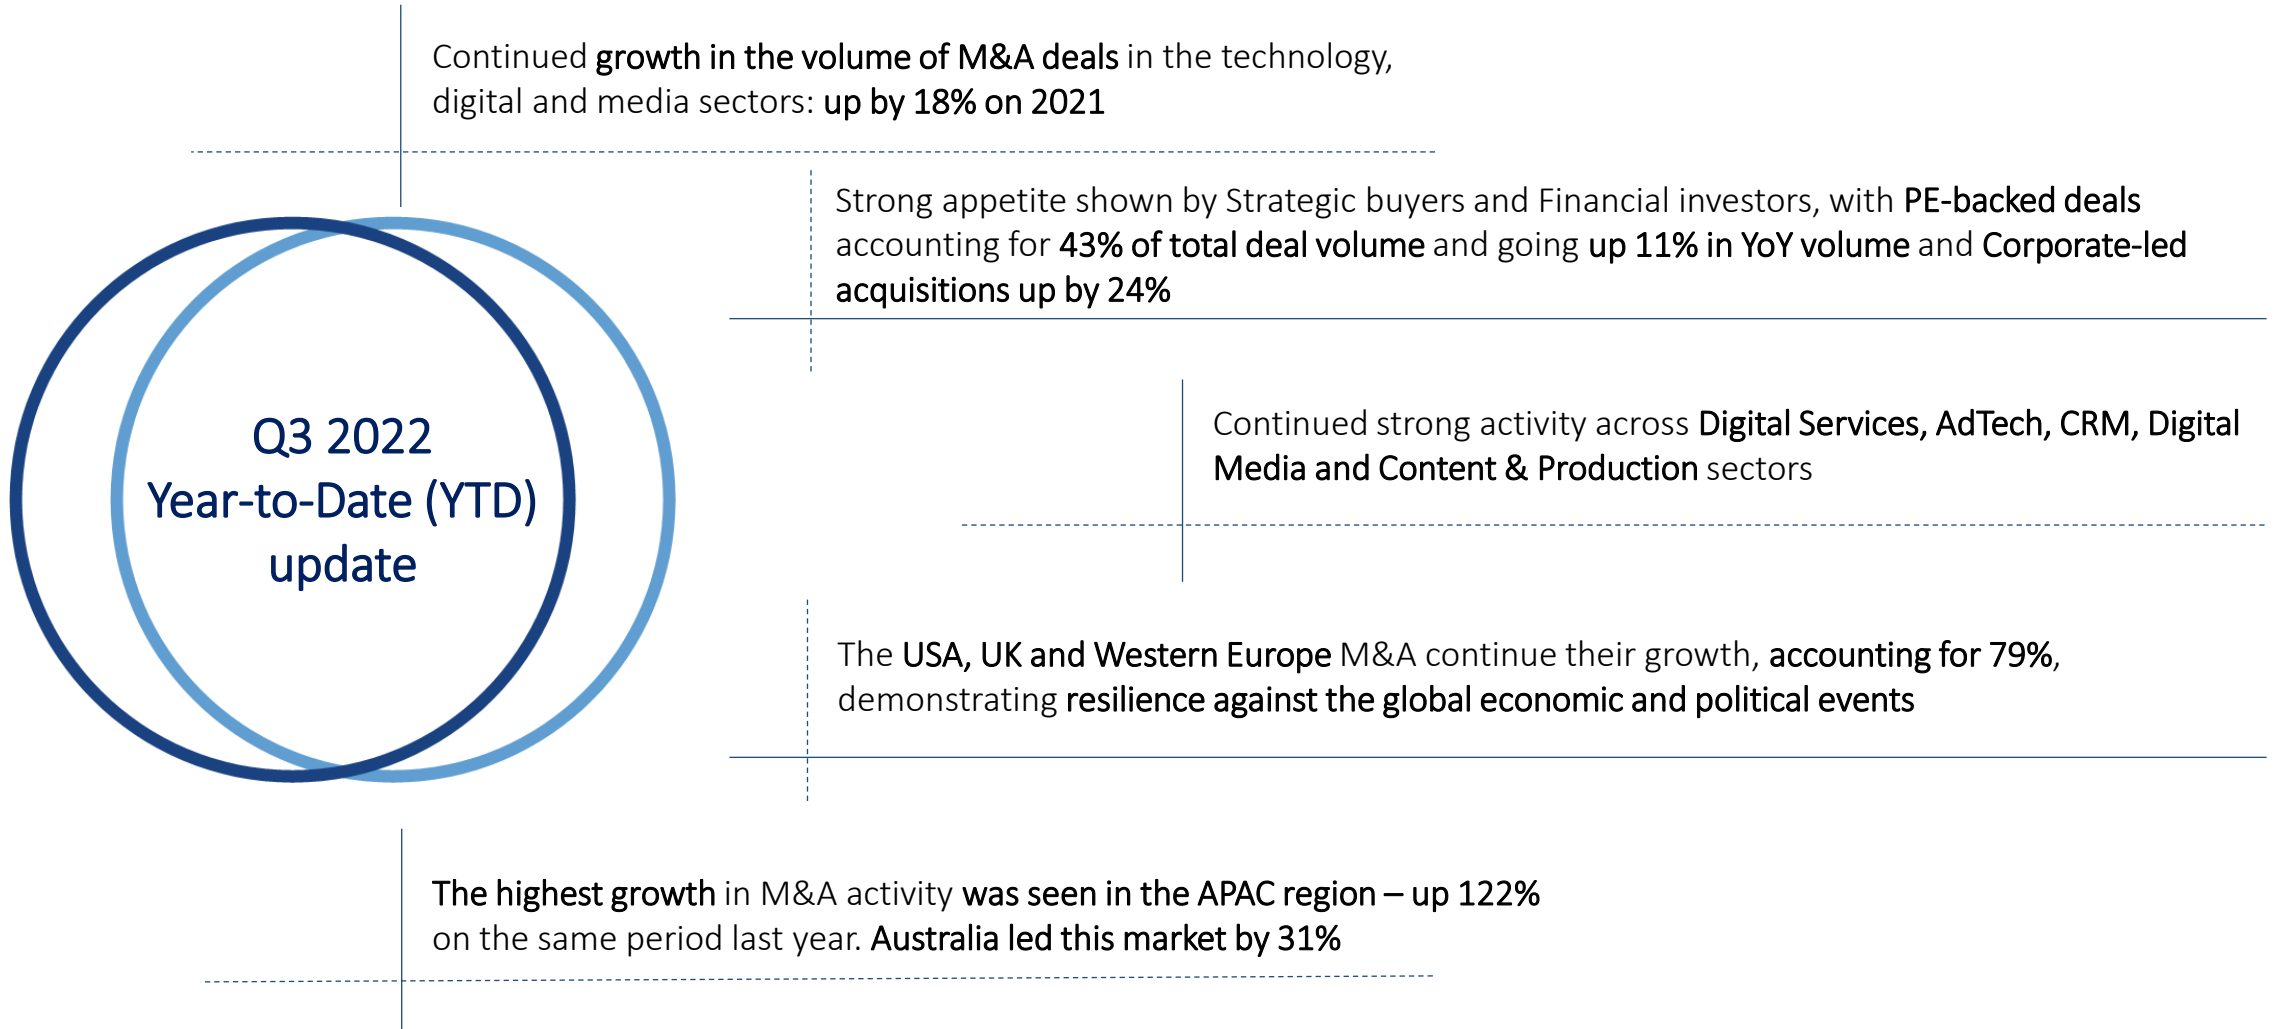 Continued growth in the volume of M&A deals in the technology,
digital and media sectors: up by 18% on 2021
Strong appetite shown by Strategic buyers and Financial investors, with PE-backed deals
accounting for 43% of total deal volume and going up 11% in YoY volume and Corporate-led
acquisitions up by 24%
Q3 2022
Year-to-Date (YTD)
update
Continued strong activity across Digital Services, AdTech, CRM, Digital
Media and Content & Production sectors
The USA, UK and Western Europe M&A continue their growth, accounting for 79%,
demonstrating resilience against the global economic and political events
The highest growth in M&A activity was seen in the APAC region – up 122%
on the same period last year. Australia led this market by 31%